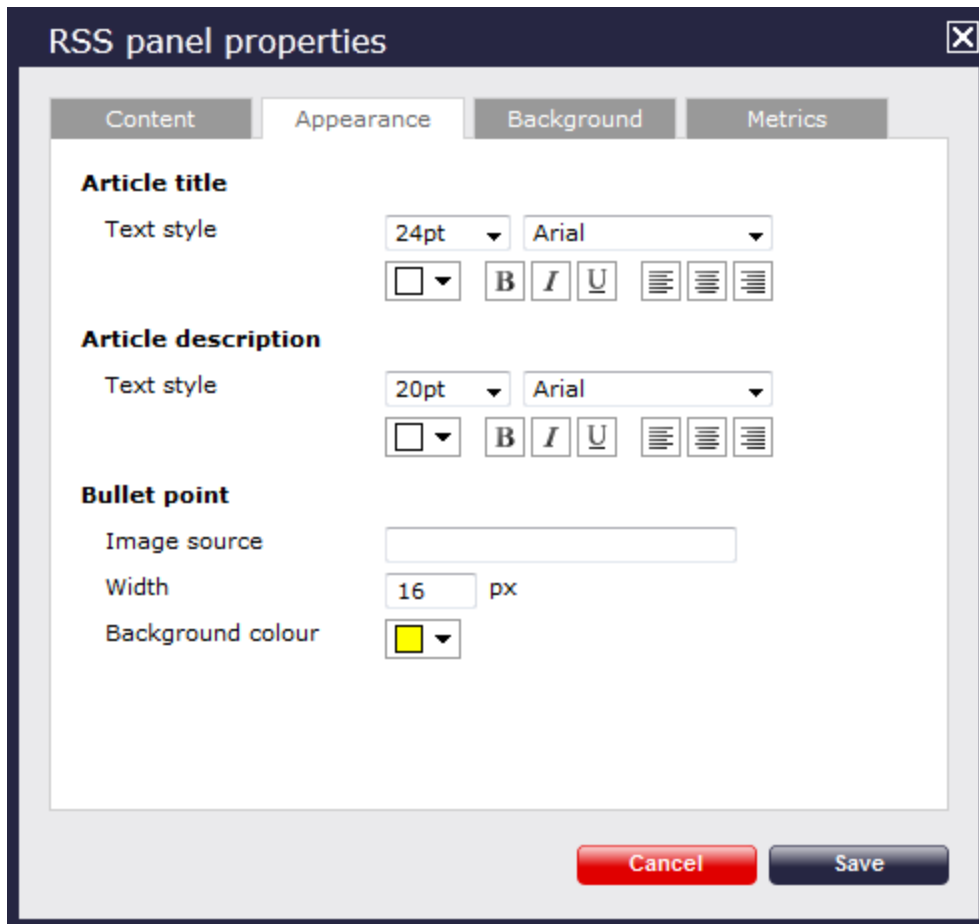 RSS panel properties
Content Appearance Background Metrics
Article title
Text style 24pt Arial
B I U
Article description
Text style 20pt Arial
B I U
Bullet point
Image source
Width 16 px
Background colour
Cancel Save